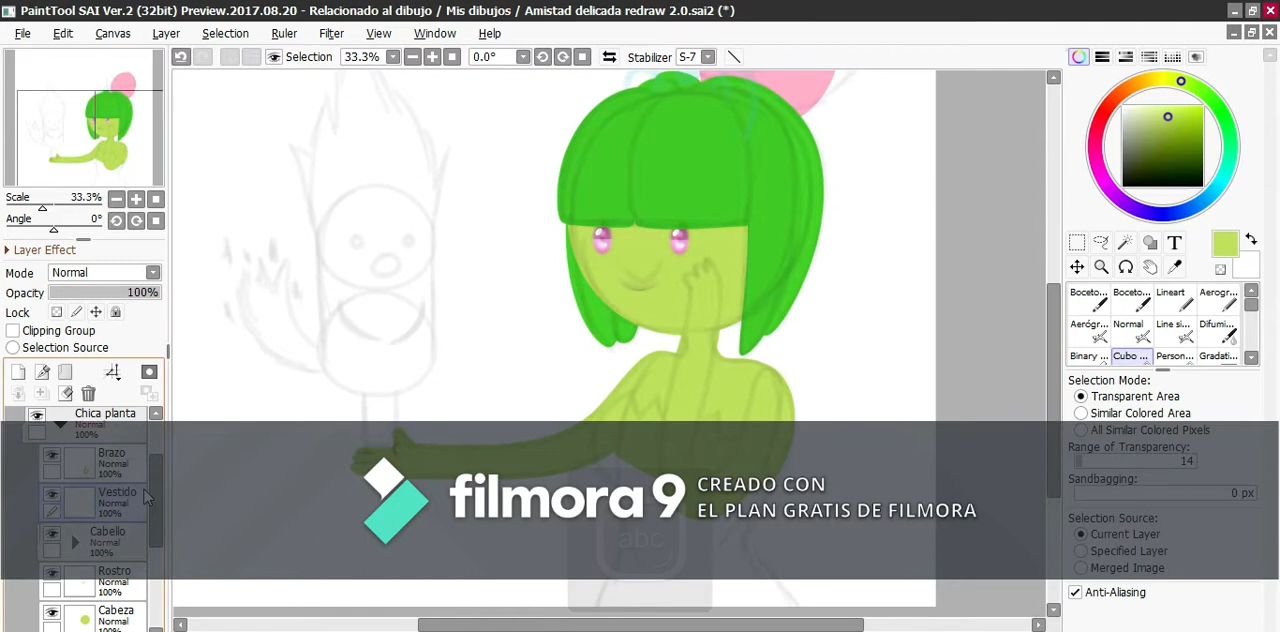 PaintTool SAI Ver.2 (32bit) Preview.2017.08.20 - Relacionado al dibujo / Mis dibujos / Amistad delicada redraw 2.0.sai2 (*)
File Edit Canvas Layer Selection Ruler Filter View Window Help
Selection 33.3% 0.0° Stabilizer S-7
Scale 33.3%
Angle 0°
Layer Effect
Mode Normal
Opacity 100%
Lock
Clipping Group
Selection Source
Chica planta
Normal
100%
Brazo
Normal
100%
Vestido
Normal
100%
Cabello
Normal
100%
Rostro
Normal
100%
Cabeza
Normal
T
Boceto... Boceto... Lineart Aerogr...
Aerógr... Normal Line si... Difumi...
Binary ... Cubo ... Person... Gradati...
Selection Mode:
Transparent Area
Similar Colored Area
All Similar Colored Pixels
Range of Transparency:
14
Sandbagging:
0 px
Selection Source:
Current Layer
Specified Layer
Merged Image
Anti-Aliasing
filmora 9
CREADO CON
EL PLAN GRATIS DE FILMORA
abc